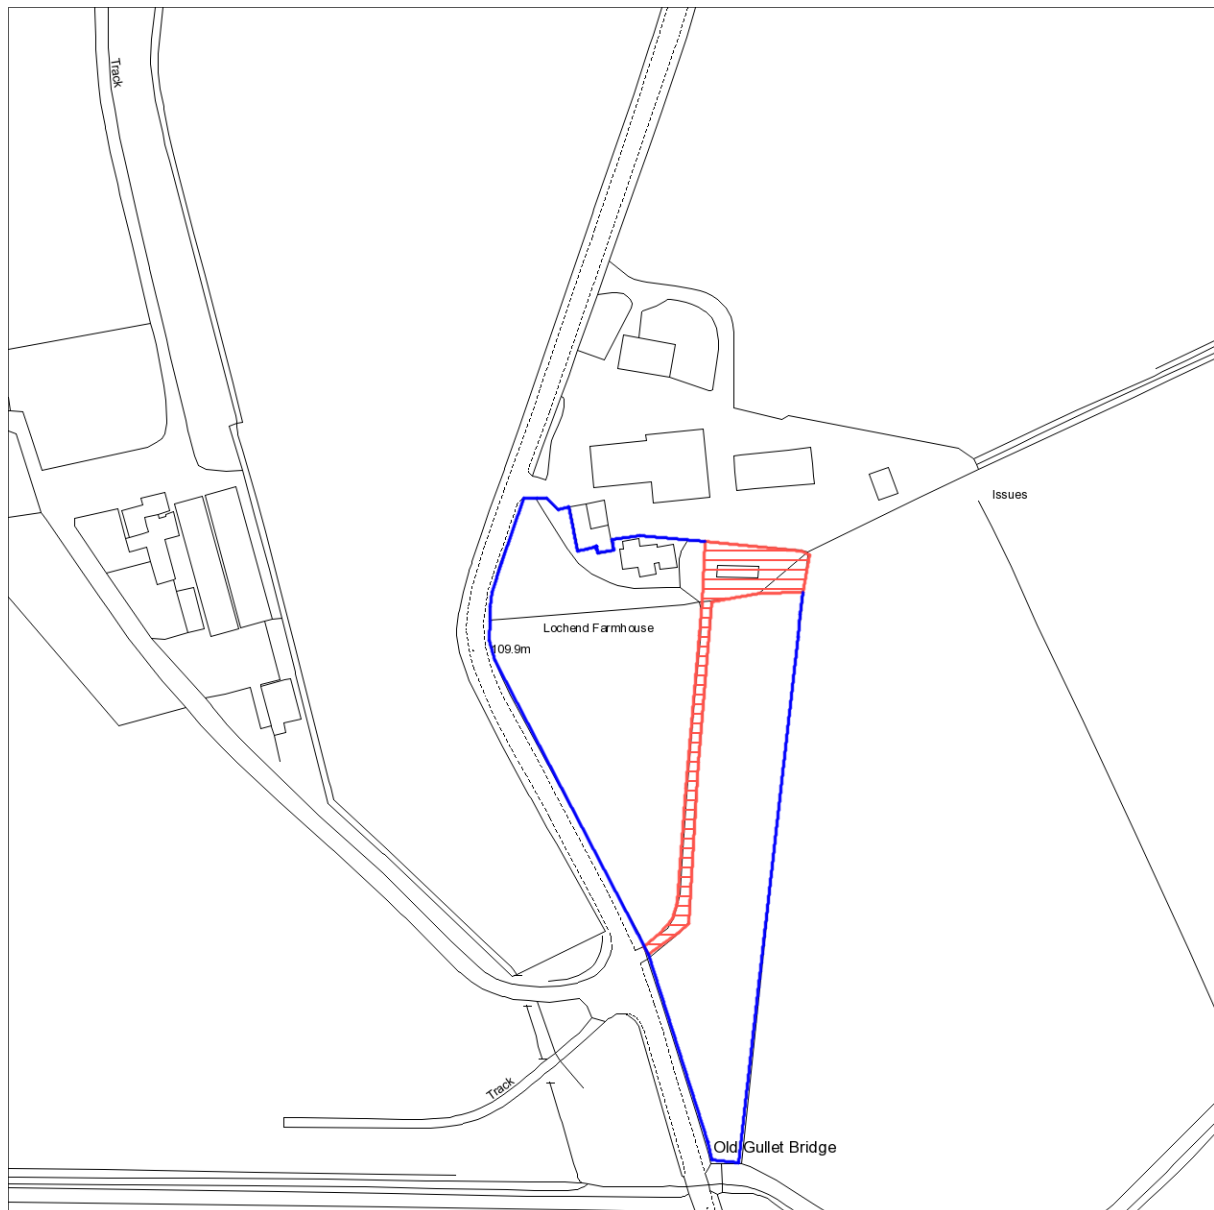 Track
Issues
Lochend Farmhouse
109.9m
Track
Old Gullet Bridge